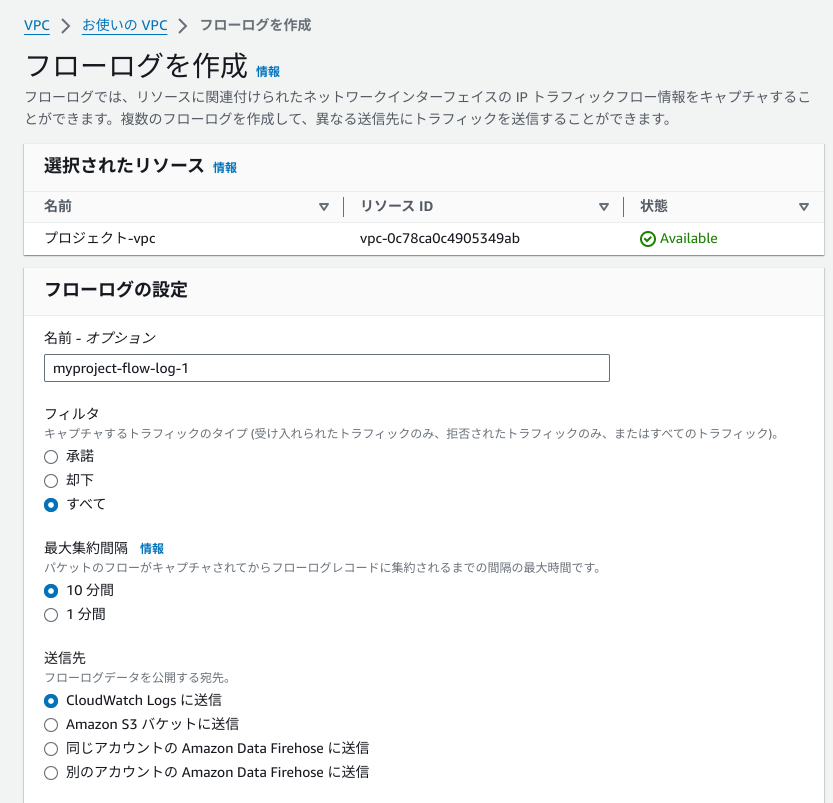 VPC > お使いの VPC > フローログを作成
フローログを作成 情報
フローログでは、リソースに関連付けられたネットワークインターフェイスの IP トラフィックフロー情報をキャプチャするこ
とができます。複数のフローログを作成して、異なる送信先にトラフィックを送信することができます。
選択されたリソース 情報
名前 リソース ID 状態
プロジェクト-vpc vpc-0c78ca0c4905349ab Available
フローログの設定
名前 - オプション
myproject-flow-log-1
フィルタ
キャプチャするトラフィックのタイプ (受け入れられたトラフィックのみ、拒否されたトラフィックのみ、またはすべてのトラフィック)。
承諾
却下
すべて
最大集約間隔 情報
パケットのフローがキャプチャされてからフローログレコードに集約されるまでの間隔の最大時間です。
10 分間
1 分間
送信先
フローログデータを公開する宛先。
CloudWatch Logs に送信
Amazon S3 バケットに送信
同じアカウントの Amazon Data Firehose に送信
別のアカウントの Amazon Data Firehose に送信